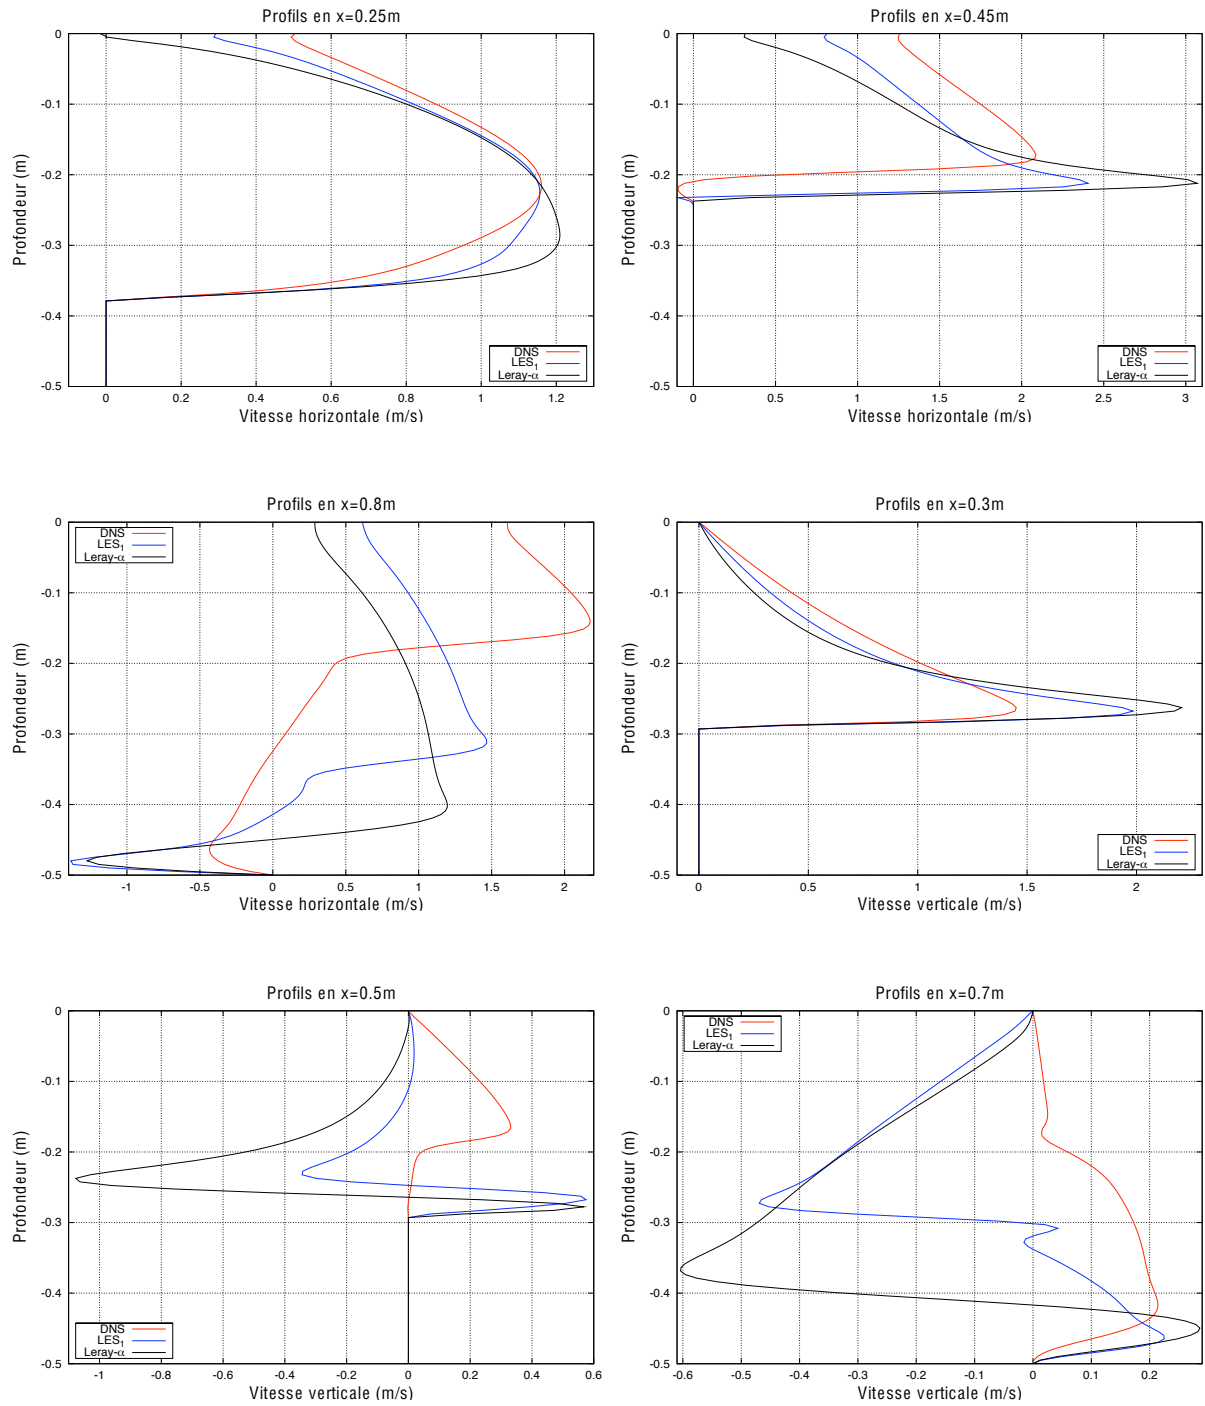 Profils en x=0.25m
0
-0.1
-0.2
-0.3
-0.4
-0.5
Profondeur (m)
DNS
LES₁
Leray-α
0 0.2 0.4 0.6 0.8 1 1.2
Vitesse horizontale (m/s)
Profils en x=0.45m
0
-0.1
-0.2
-0.3
-0.4
-0.5
Profondeur (m)
DNS
LES₁
Leray-α
0 0.5 1 1.5 2 2.5 3
Vitesse horizontale (m/s)
Profils en x=0.8m
0
-0.1
-0.2
-0.3
-0.4
-0.5
Profondeur (m)
DNS
LES₁
Leray-α
-1 -0.5 0 0.5 1 1.5 2
Vitesse horizontale (m/s)
Profils en x=0.3m
0
-0.1
-0.2
-0.3
-0.4
-0.5
Profondeur (m)
DNS
LES₁
Leray-α
0 0.5 1 1.5 2
Vitesse verticale (m/s)
Profils en x=0.5m
0
-0.1
-0.2
-0.3
-0.4
-0.5
Profondeur (m)
DNS
LES₁
Leray-α
-1 -0.8 -0.6 -0.4 -0.2 0 0.2 0.4 0.6
Vitesse verticale (m/s)
Profils en x=0.7m
0
-0.1
-0.2
-0.3
-0.4
-0.5
Profondeur (m)
DNS
LES₁
Leray-α
-0.6 -0.5 -0.4 -0.3 -0.2 -0.1 0 0.1 0.2
Vitesse verticale (m/s)